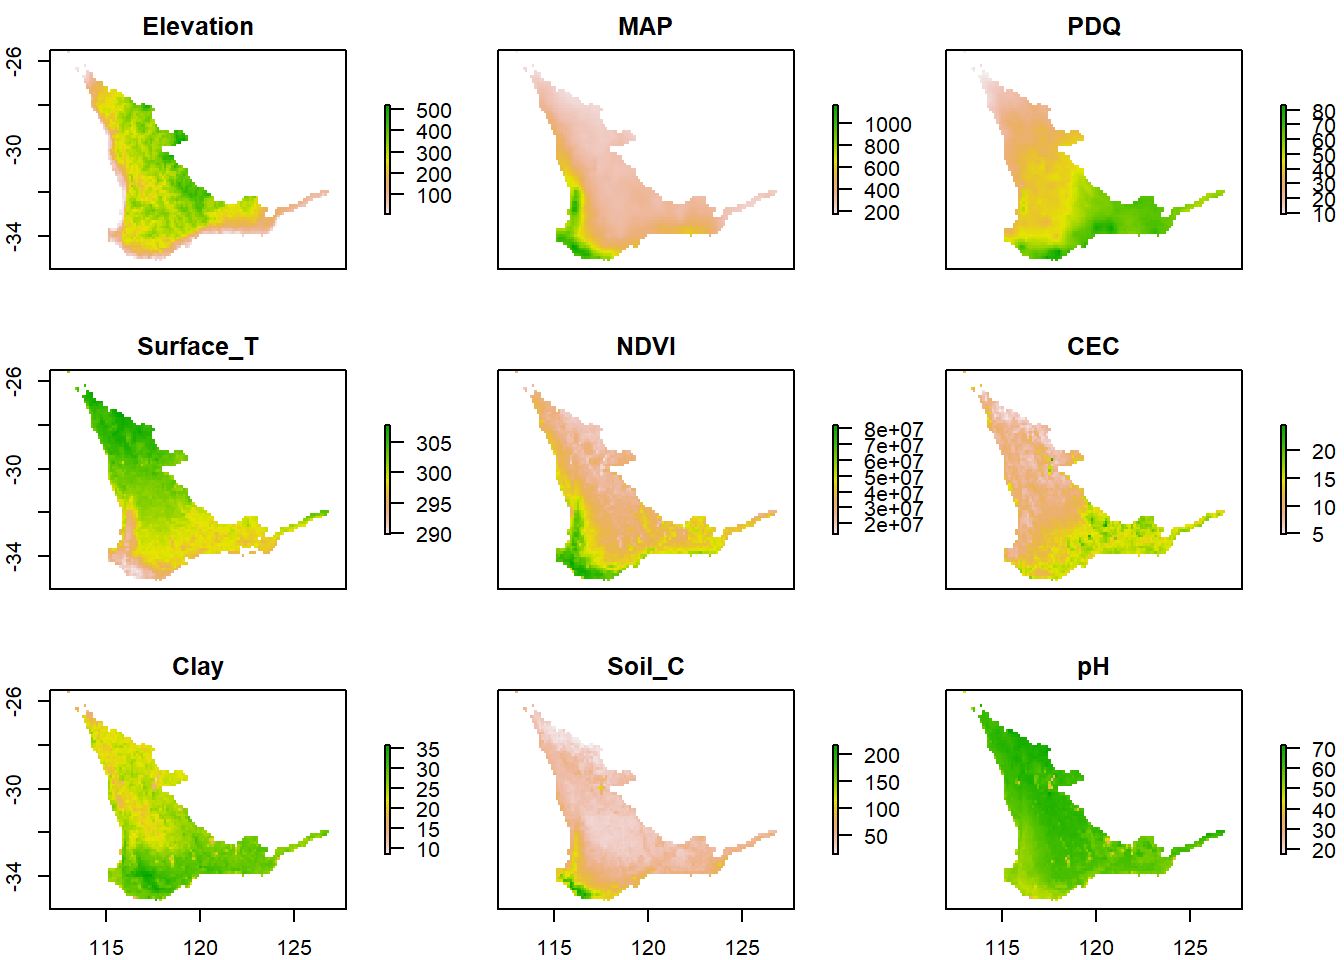 Elevation
-26
-30
-34
500
400
300
200
100
MAP
1000
800
600
400
200
PDQ
80
70
60
50
40
30
20
10
Surface_T
-26
-30
-34
305
300
295
290
NDVI
8e+07
7e+07
6e+07
5e+07
4e+07
3e+07
2e+07
CEC
20
15
10
5
Clay
-26
-30
-34
115 120 125
35
30
25
20
15
10
Soil_C
115 120 125
200
150
100
50
pH
115 120 125
70
60
50
40
30
20